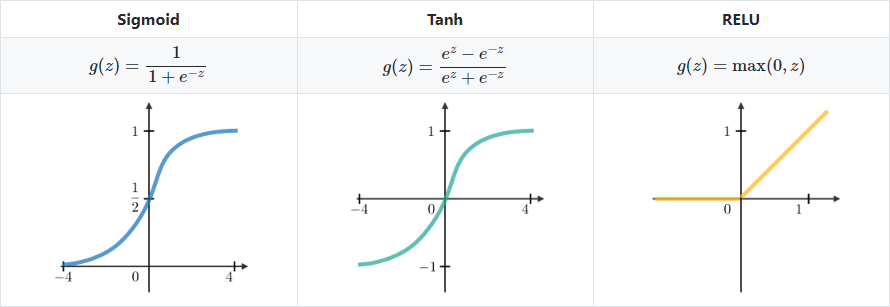 Sigmoid Tanh RELU
g(z) = 1 / (1 + e^{−z}) g(z) = (e^z − e^{−z}) / (e^z + e^{−z}) g(z) = max(0, z)
1 1 1
1/2
−4 0 4 0 1
−1
−4 0 4